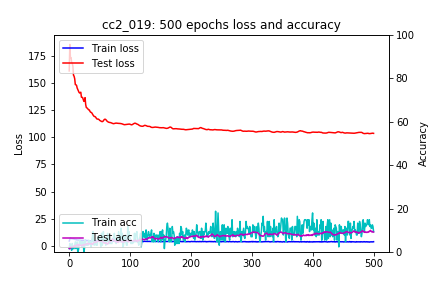 cc2_019: 500 epochs loss and accuracy
Train loss
Test loss
Train acc
Test acc
Loss
175
150
125
100
75
50
25
0
0
100
200
300
400
500
100
80
60
40
20
0
Accuracy